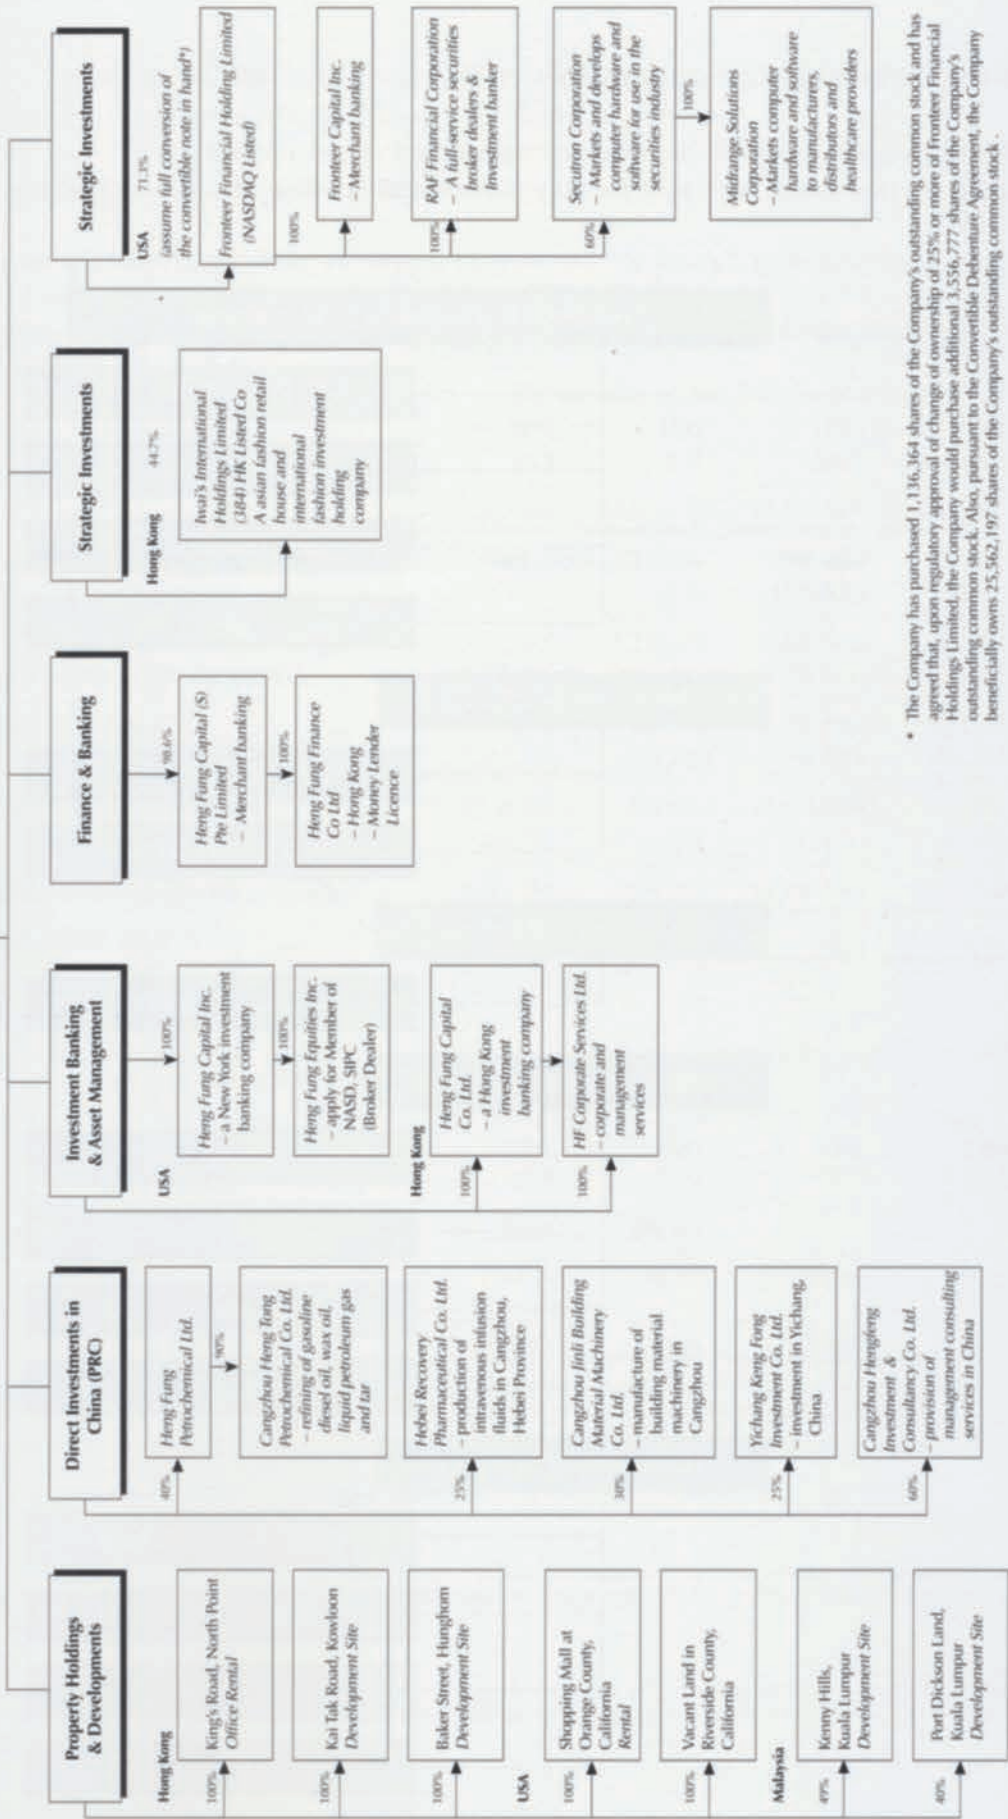 Property Holdings
& Developments
Hong Kong
100%
King's Road, North Point
Office Rental
100%
Kai Tak Road, Kowloon
Development Site
100%
Baker Street, Hunghom
Development Site
USA
100%
Shopping Mall at
Orange County,
California
Rental
100%
Vacant Land in
Riverside County,
California
Malaysia
49%
Kenny Hills,
Kuala Lumpur
Development Site
40%
Port Dickson Land,
Kuala Lumpur
Development Site
Direct Investments in
China (PRC)
40%
Heng Fung
Petrochemical Ltd.
90%
Cangzhou Heng Tong
Petrochemical Co. Ltd.
– refining of gasoline
diesel oil, wax oil,
liquid petroleum gas
and tar
25%
Hebei Recovery
Pharmaceutical Co. Ltd.
– production of
intravenous infusion
fluids in Cangzhou,
Hebei Province
30%
Cangzhou Jinli Building
Material Machinery
Co. Ltd.
– manufacture of
building material
machinery in
Cangzhou
25%
Yichang Keng Fong
Investment Co. Ltd.
– investment in Yichang,
China
60%
Cangzhou Hengfeng
Investment &
Consultancy Co. Ltd.
– provision of
management consulting
services in China
Investment Banking
& Asset Management
USA
100%
Heng Fung Capital Inc.
– a New York investment
banking company
100%
Heng Fung Equities Inc.
– apply for Member of
NASD, SIPC
(Broker Dealer)
Hong Kong
100%
Heng Fung Capital
Co. Ltd.
– a Hong Kong
investment
banking company
100%
HF Corporate Services Ltd.
– corporate and
management
services
Finance & Banking
98.6%
Heng Fung Capital (S)
Pte Limited
– Merchant banking
100%
Heng Fung Finance
Co Ltd
– Hong Kong
– Money Lender
Licence
Strategic Investments
Hong Kong 44.7%
Iwai's International
Holdings Limited
(384) HK Listed Co
A asian fashion retail
house and
international
fashion investment
holding
company
Strategic Investments
USA 71.3%
(assume full conversion of
the convertible note in hand*)
Fronteer Financial Holding Limited
(NASDAQ Listed)
100%
Fronteer Capital Inc.
– Merchant banking
100%
RAF Financial Corporation
– A full-service securities
broker dealers &
Investment banker
60%
Secutron Corporation
– Markets and develops
computer hardware and
software for use in the
securities industry
100%
Midrange Solutions
Corporation
– Markets computer
hardware and software
to manufacturers,
distributors and
healthcare providers
* The Company has purchased 1,136,364 shares of the Company's outstanding common stock and has
agreed that, upon regulatory approval of change of ownership of 25% or more of Fronteer Financial
Holdings Limited, the Company would purchase additional 3,556,777 shares of the Company's
outstanding common stock. Also, pursuant to the Convertible Debenture Agreement, the Company
beneficially owns 25,562,197 shares of the Company's outstanding common stock.